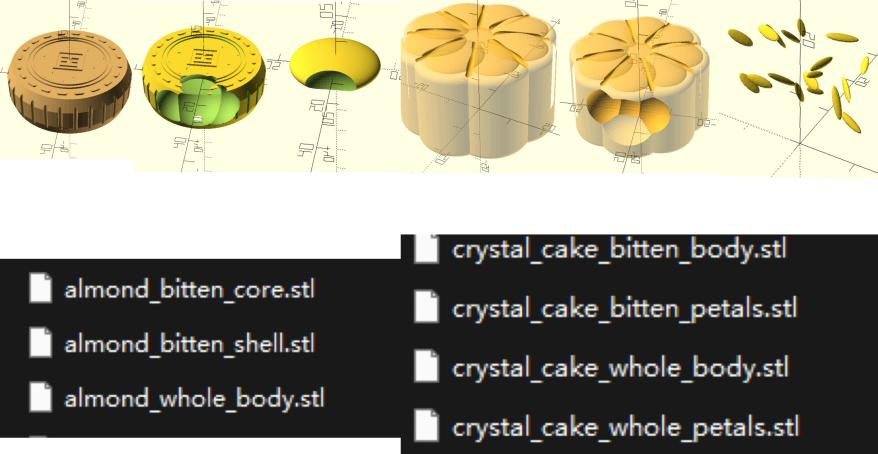 almond_bitten_core.stl
almond_bitten_shell.stl
almond_whole_body.stl
crystal_cake_bitten_body.stl
crystal_cake_bitten_petals.stl
crystal_cake_whole_body.stl
crystal_cake_whole_petals.stl